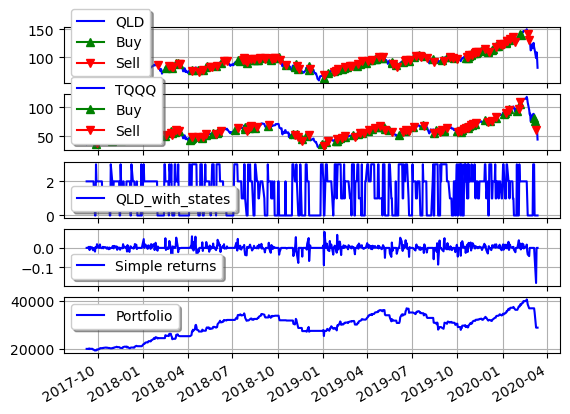 150
100
QLD
Buy
Sell
100
50
TQQQ
Buy
Sell
2
0
QLD_with_states
0.0
−0.1
Simple returns
40000
20000
Portfolio
2017-10
2018-01
2018-04
2018-07
2018-10
2019-01
2019-04
2019-07
2019-10
2020-01
2020-04